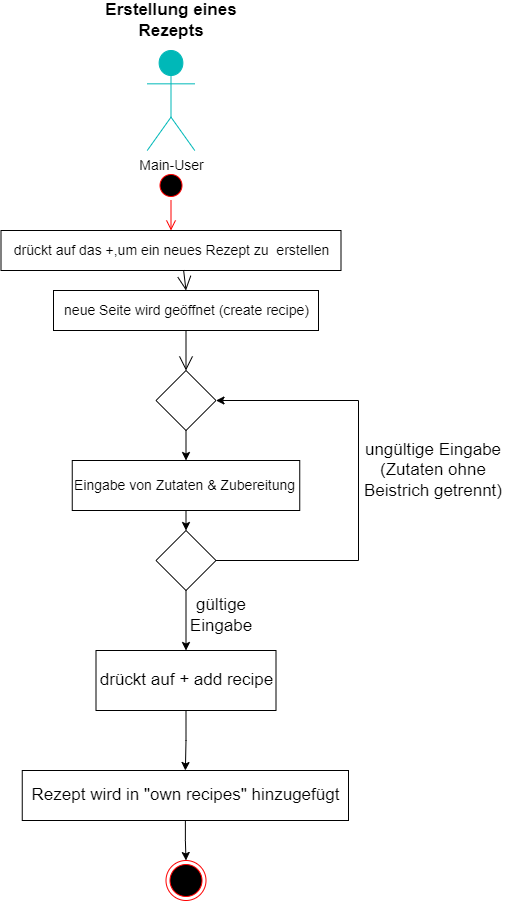 Erstellung eines
Rezepts
Main-User
drückt auf das +,um ein neues Rezept zu erstellen
neue Seite wird geöffnet (create recipe)
ungültige Eingabe
(Zutaten ohne
Beistrich getrennt)
Eingabe von Zutaten & Zubereitung
gültige
Eingabe
drückt auf + add recipe
Rezept wird in "own recipes" hinzugefügt